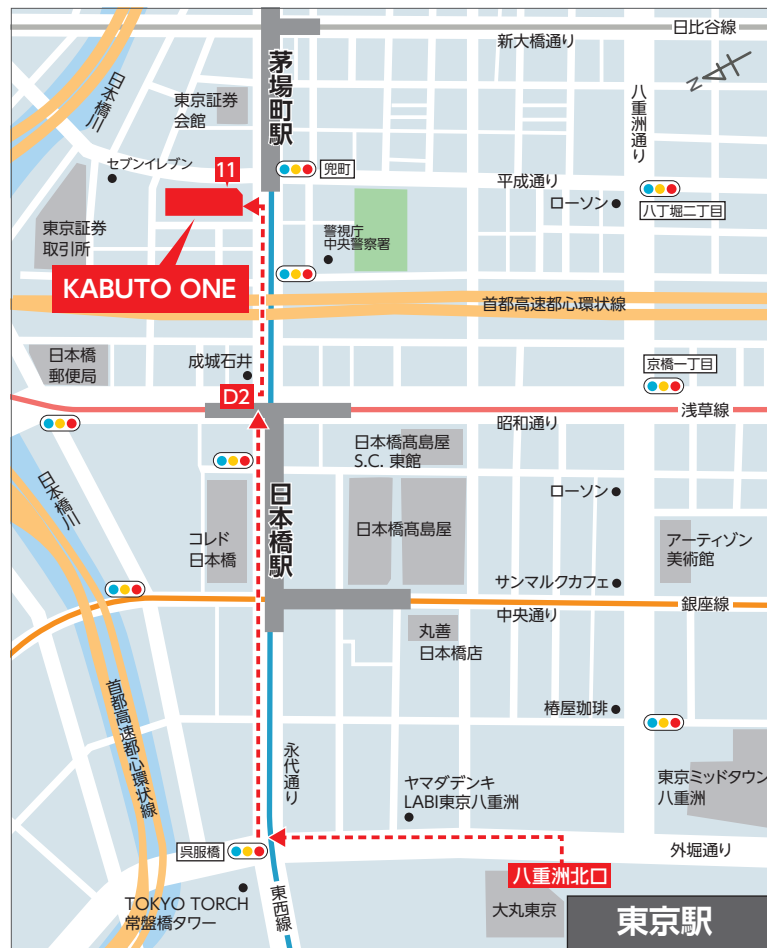 日比谷線
新大橋通り
N
日本橋川
東京証券
会館
茅場町駅
八重洲通り
セブンイレブン
11
兜町
平成通り
ローソン
八丁堀二丁目
東京証券
取引所
警視庁
中央警察署
KABUTO ONE
首都高速都心環状線
日本橋
郵便局
成城石井
京橋一丁目
D2
浅草線
昭和通り
日本橋髙島屋
S.C. 東館
日本橋川
日本橋駅
ローソン
コレド
日本橋
日本橋髙島屋
アーティゾン
美術館
サンマルクカフェ
銀座線
中央通り
丸善
日本橋店
首都高速都心環状線
椿屋珈琲
永代通り
ヤマダデンキ
LABI東京八重洲
東京ミッドタウン
八重洲
呉服橋
外堀通り
八重洲北口
TOKYO TORCH
常盤橋タワー
東西線
大丸東京
東京駅